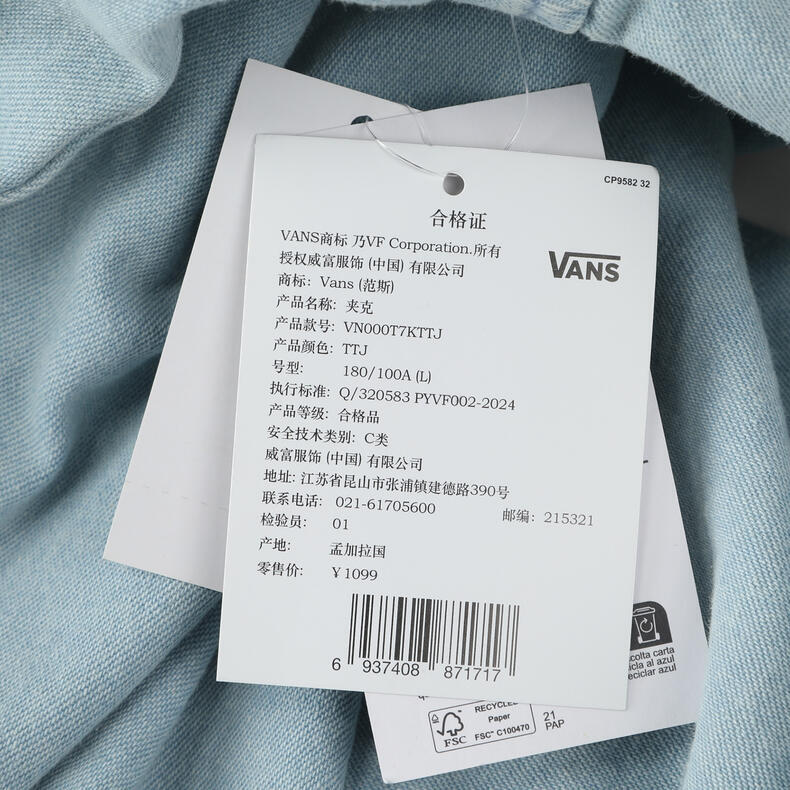 CP9582 32
合格证
VANS商标 乃VF Corporation.所有
授权威富服饰 (中国) 有限公司
VANS
商标: Vans (范斯)
产品名称: 夹克
产品款号: VN000T7KTTJ
产品颜色: TTJ
号型: 180/100A (L)
执行标准: Q/320583 PYVF002-2024
产品等级: 合格品
安全技术类别: C类
威富服饰 (中国) 有限公司
地址: 江苏省昆山市张浦镇建德路390号
联系电话: 021-61705600 邮编: 215321
检验员: 01
产地: 孟加拉国
零售价: ¥1099
6 937408 871717
colta carta
icla al azul
eciclar azul
RECYCLED
Paper
FSC® C100470
FSC
21
PAP